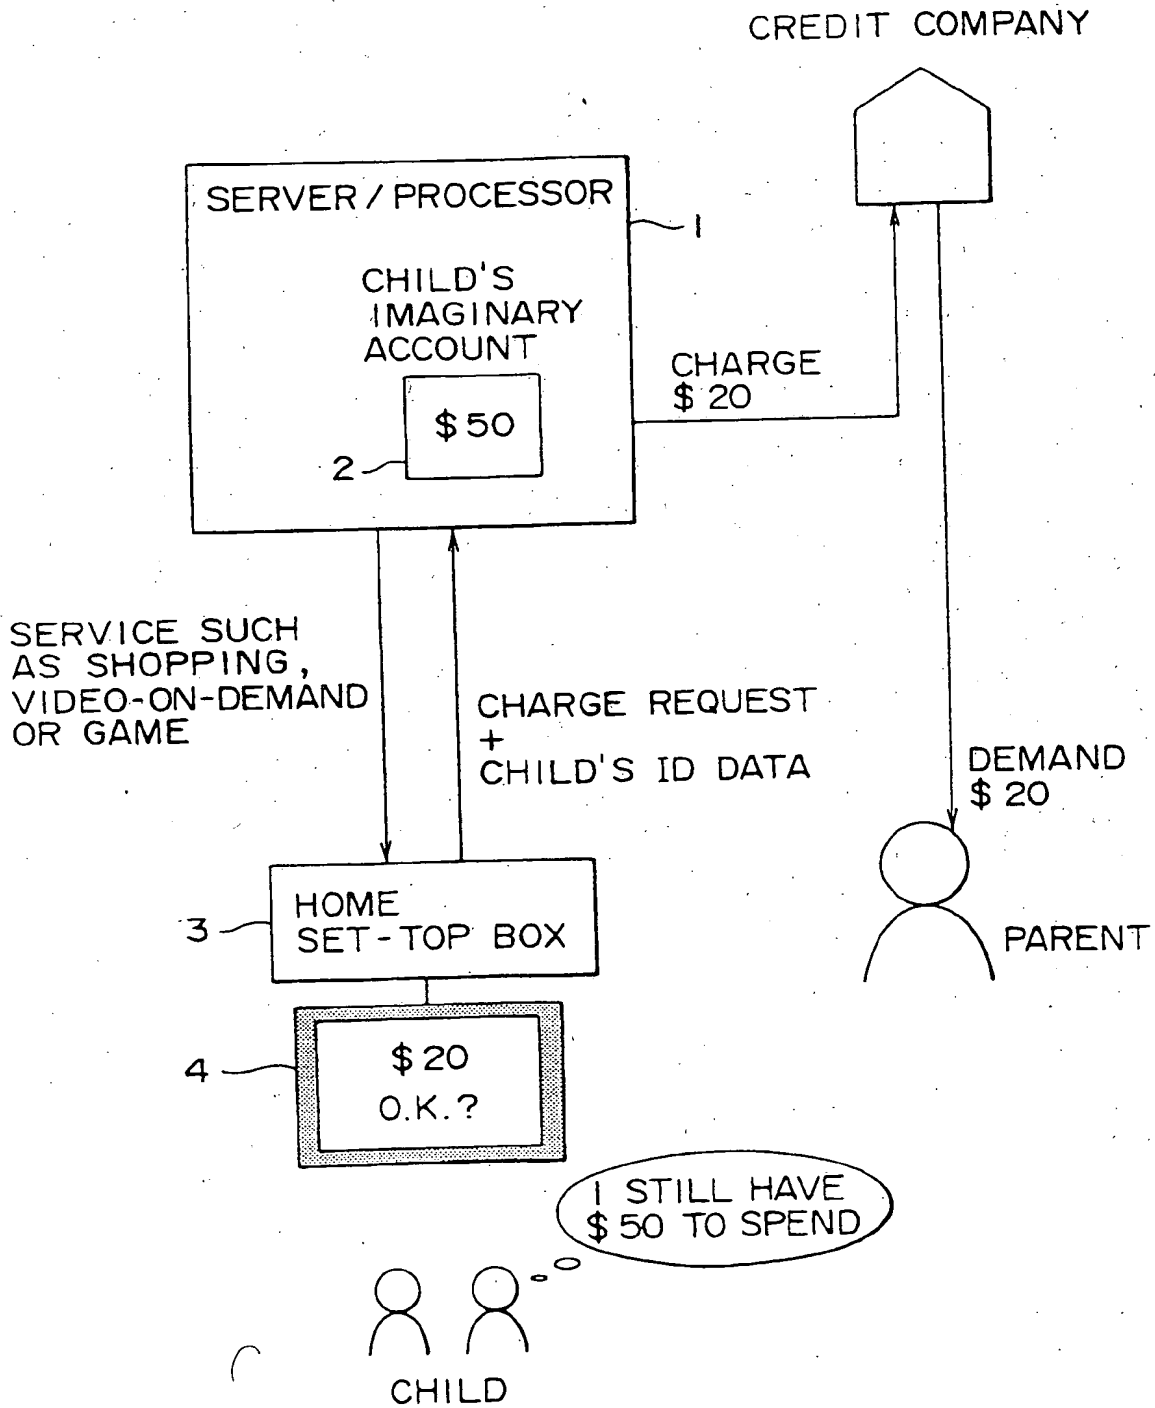 CREDIT COMPANY
SERVER/PROCESSOR
1
CHILD'S
IMAGINARY
ACCOUNT
$50
2
CHARGE
$20
SERVICE SUCH
AS SHOPPING,
VIDEO-ON-DEMAND
OR GAME
CHARGE REQUEST
+
CHILD'S ID DATA
DEMAND
$20
HOME
SET-TOP BOX
3
PARENT
4
$20
O.K.?
I STILL HAVE
$50 TO SPEND
CHILD